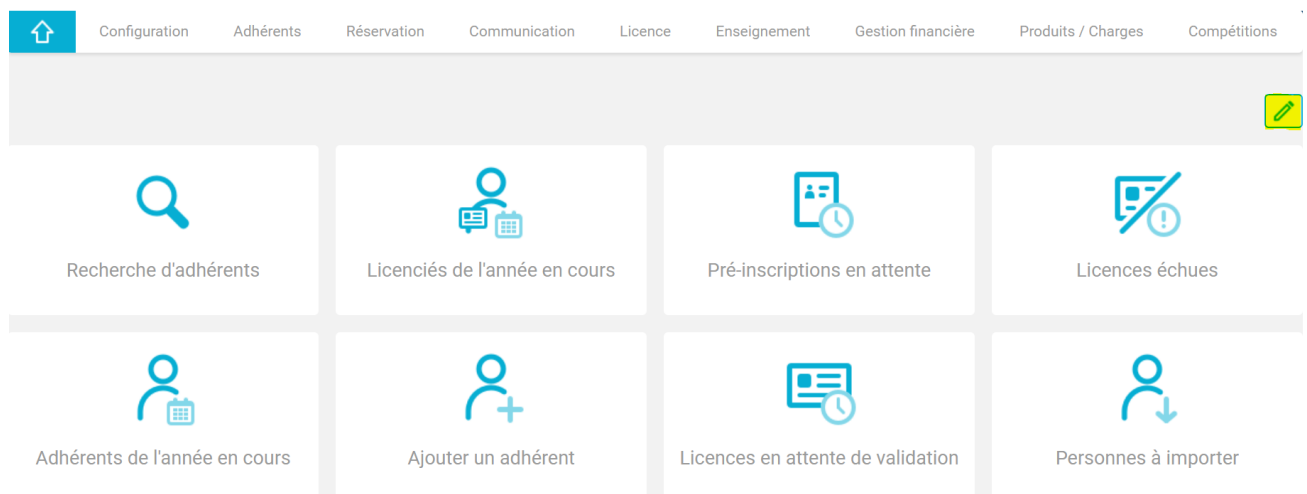 Configuration Adhérents Réservation Communication Licence Enseignement Gestion financière Produits / Charges Compétitions
Recherche d'adhérents Licenciés de l'année en cours Pré-inscriptions en attente Licences échues
Adhérents de l'année en cours Ajouter un adhérent Licences en attente de validation Personnes à importer